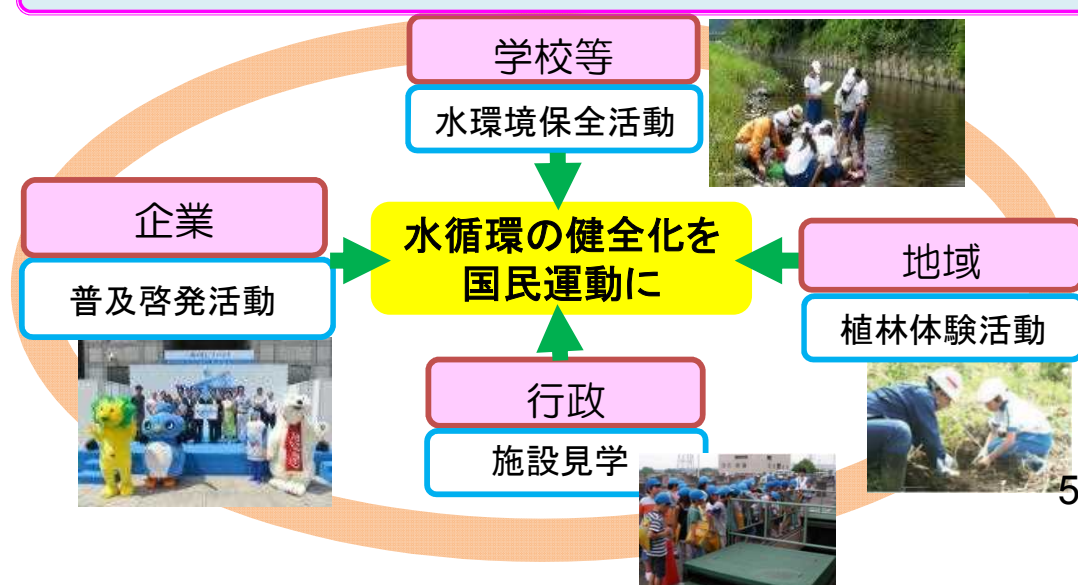 学校等
水環境保全活動
企業
普及啓発活動
水循環の健全化を
国民運動に
地域
植林体験活動
行政
施設見学
5